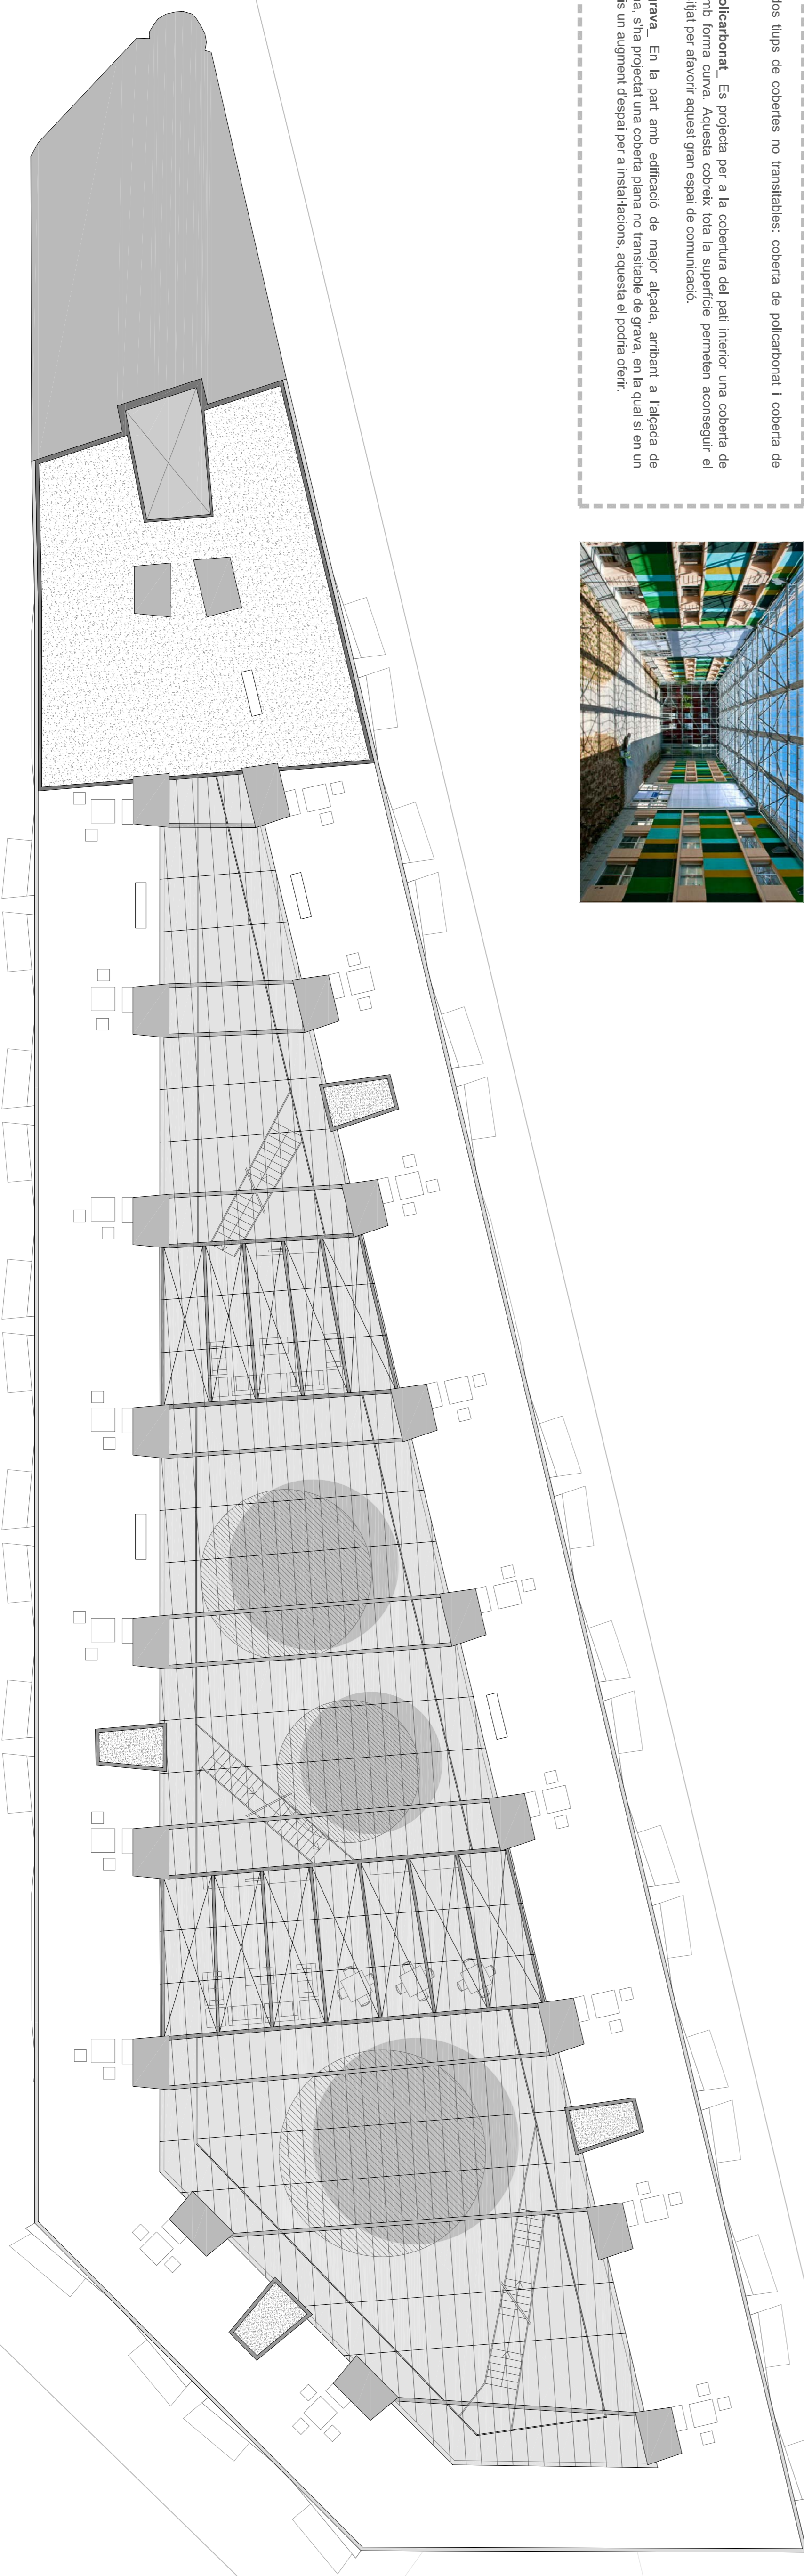 dos tiups de cobertes no transitables: coberta de policarbonat i coberta de
policarbonat_ Es projecta per a la cobertura del pati interior una coberta de
mb forma curva. Aquesta cobreix tota la superfície permeten aconseguir el
sitjat per afavorir aquest gran espai de comunicació.
grava_ En la part amb edificació de major alçada, arribant a l'alçada de
na, s'ha projectat una coberta plana no transitable de grava, en la qual si en un
is un augment d'espai per a instal·lacions, aquesta el podria oferir.